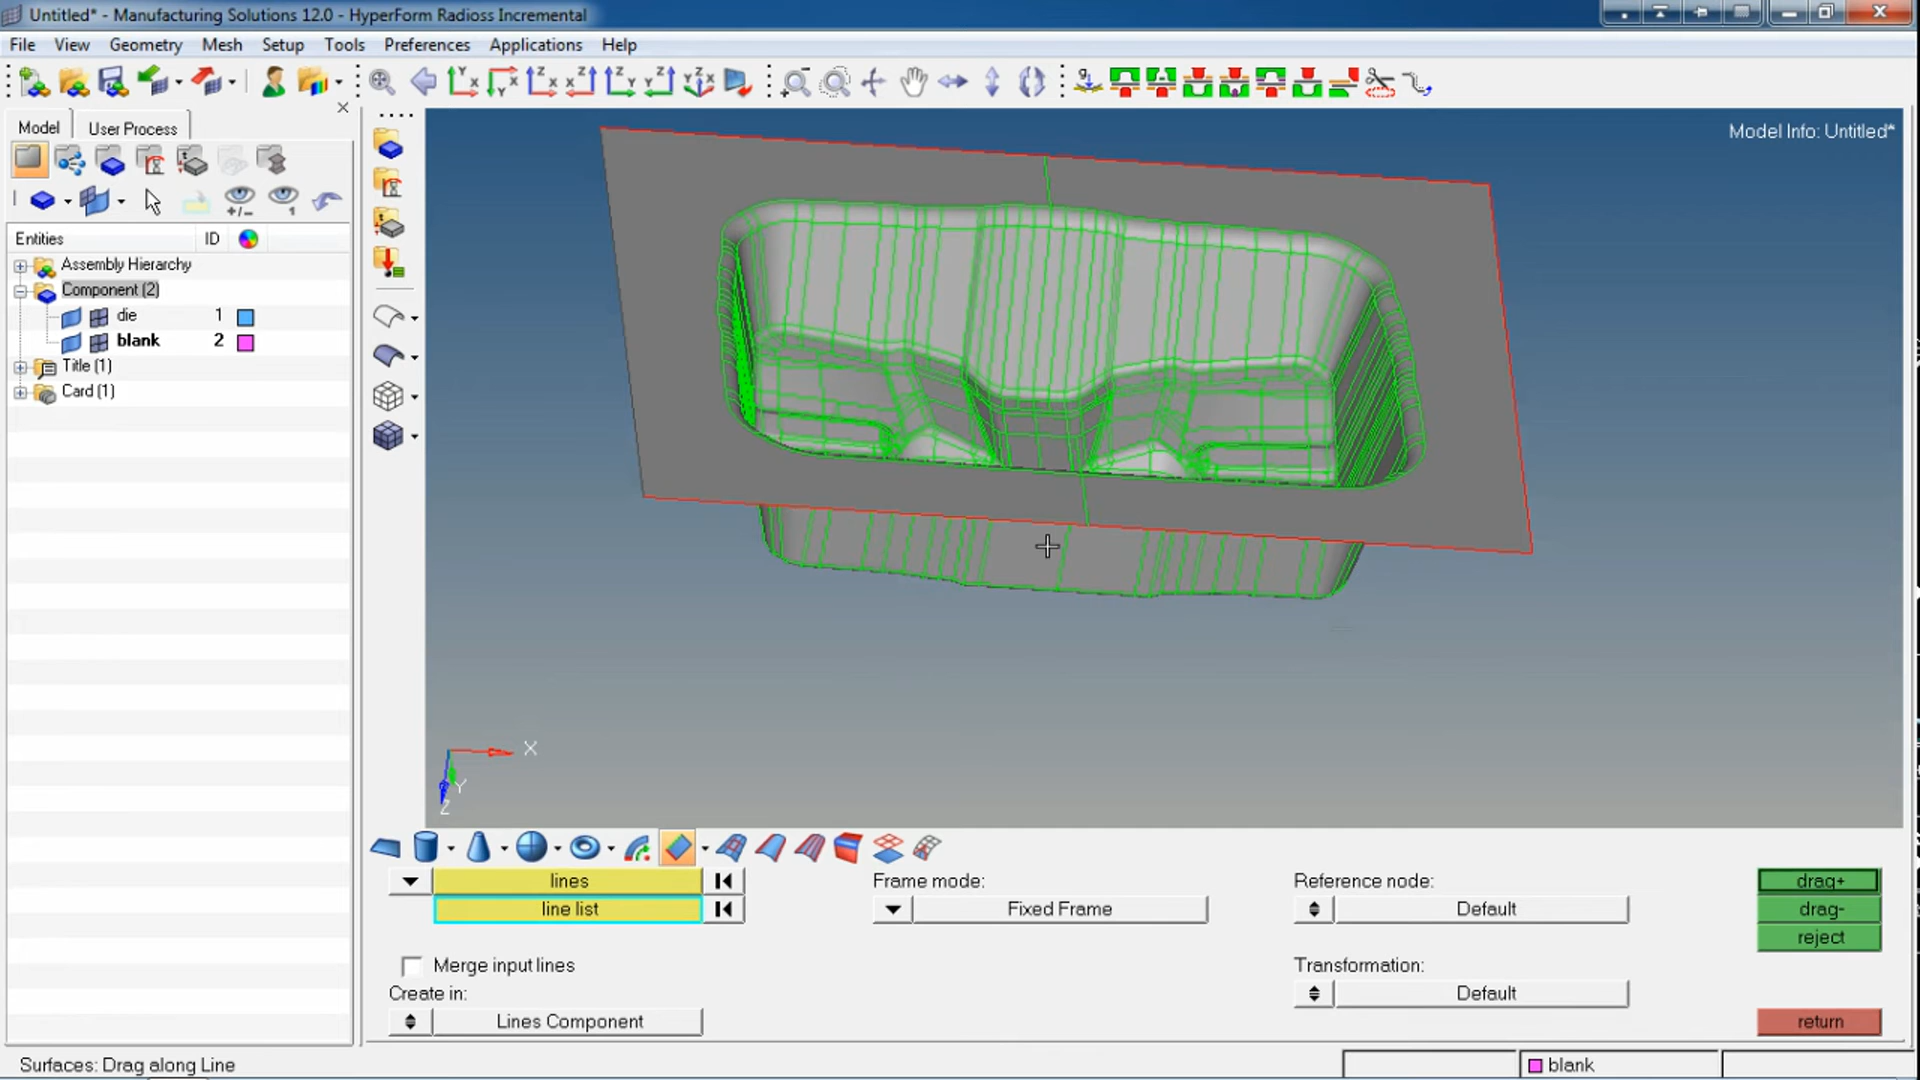 Untitled* - Manufacturing Solutions 12.0 - HyperForm Radioss Incremental
File View Geometry Mesh Setup Tools Preferences Applications Help
Model User Process
Model Info: Untitled*
Entities ID
Assembly Hierarchy
Component (2)
die 1
blank 2
Title (1)
Card (1)
X
Y
Z
lines
line list
Frame mode:
Fixed Frame
Reference node:
Default
drag+
drag-
reject
Merge input lines
Create in:
Lines Component
Transformation:
Default
return
Surfaces: Drag along Line
blank